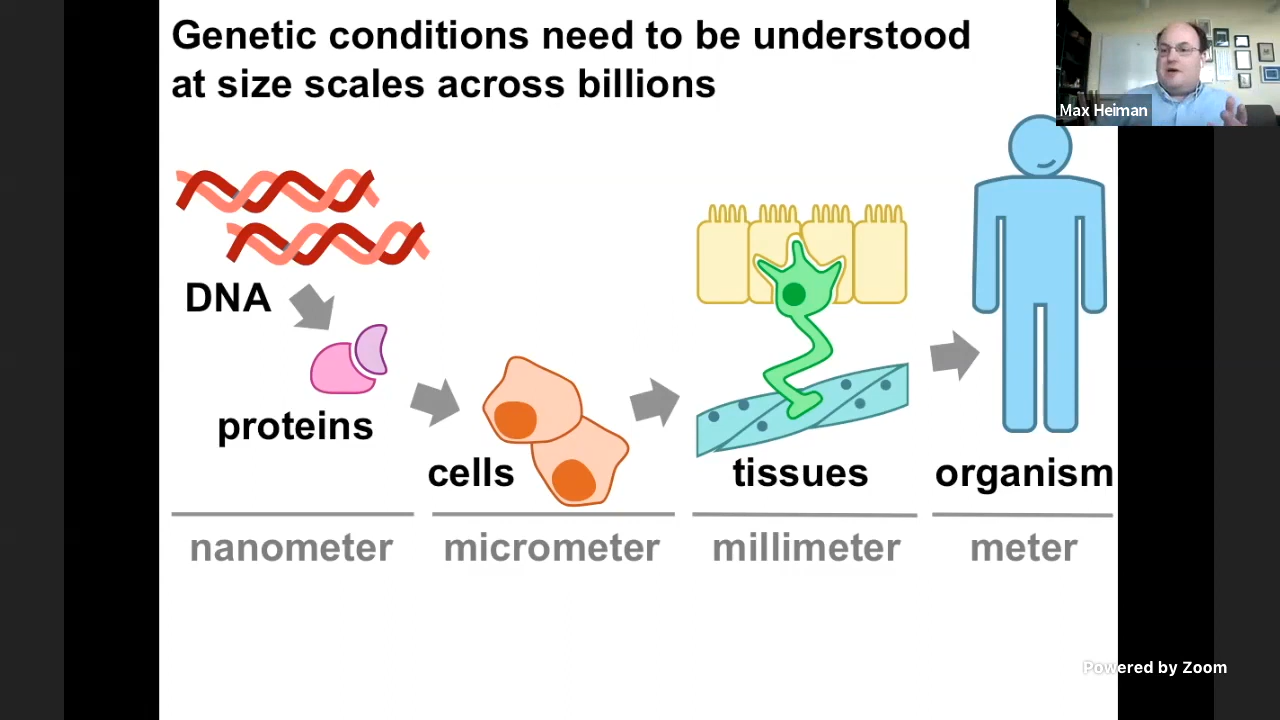 Genetic conditions need to be understood
at size scales across billions
Max Heiman
DNA
proteins
cells
tissues
organism
nanometer
micrometer
millimeter
meter
Powered by Zoom